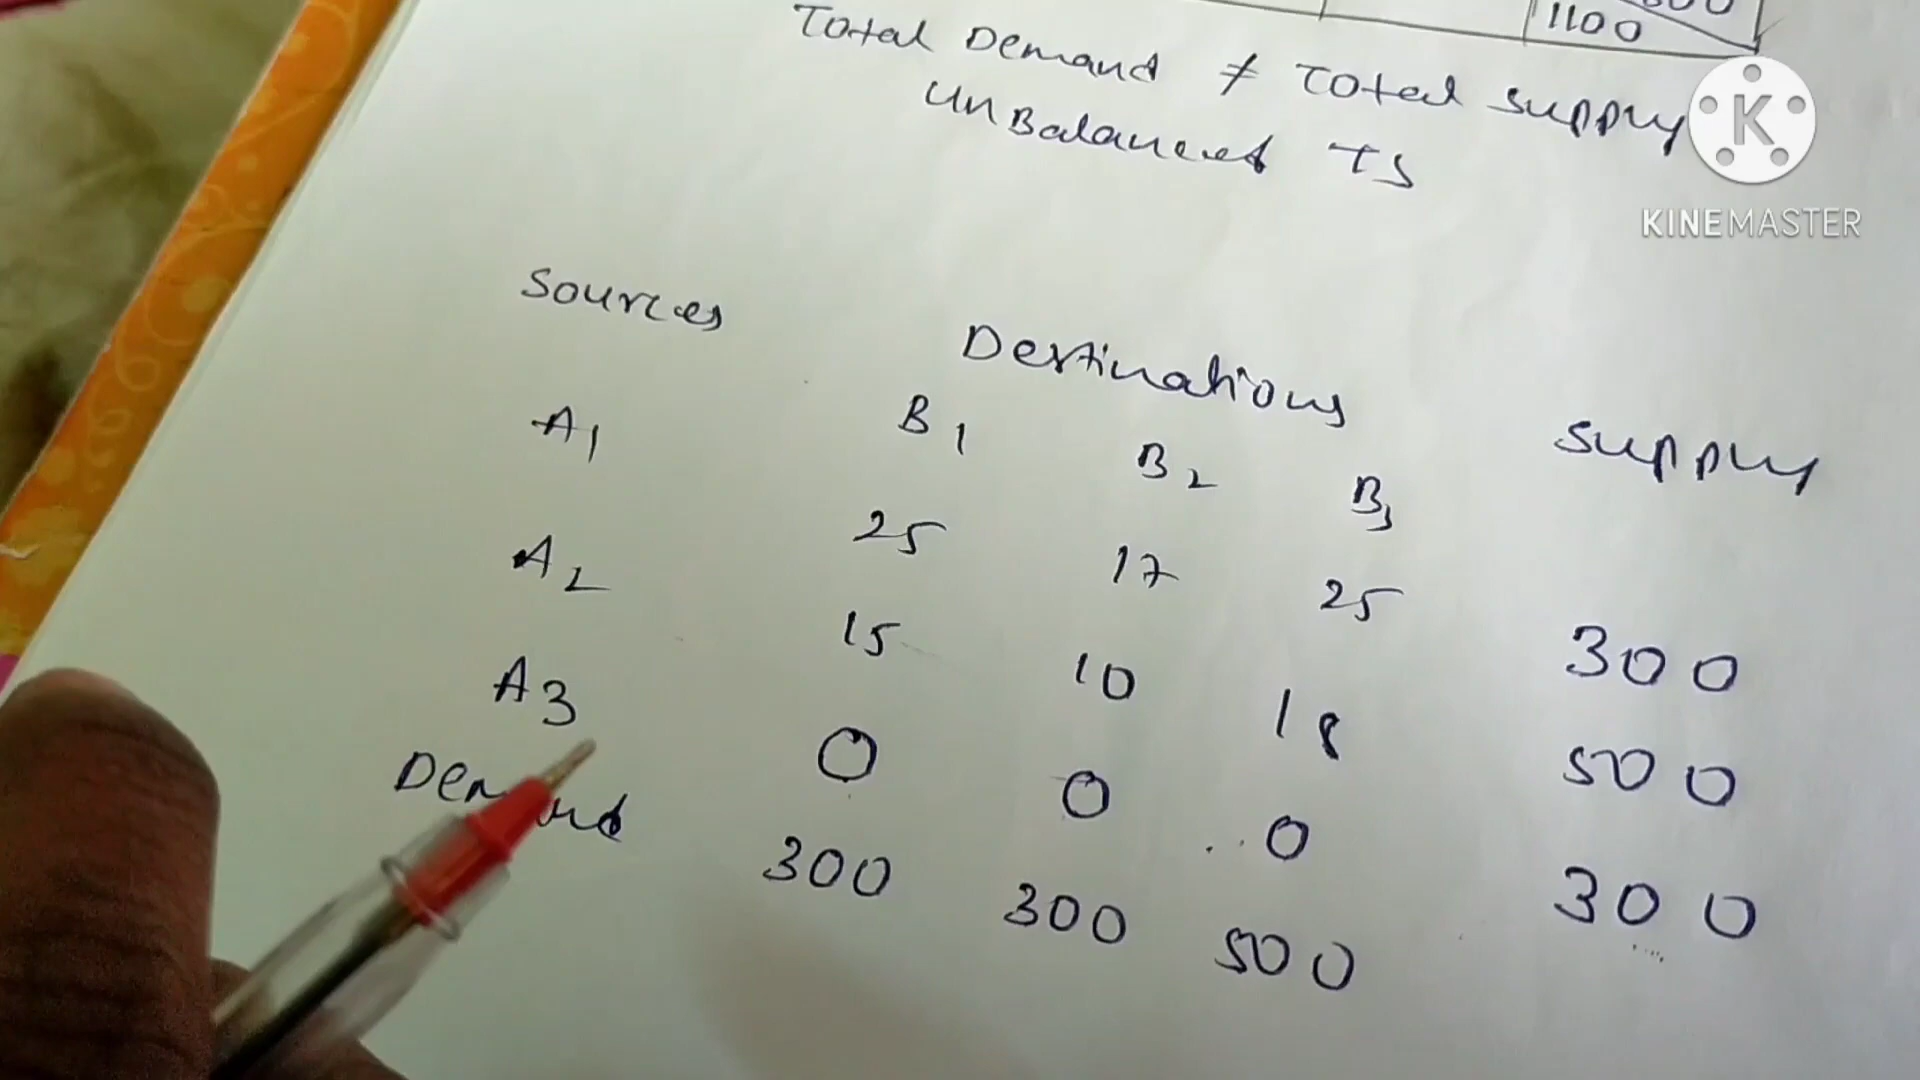 1100
Total Demand ≠ Total supply
UnBalanced TS
K
KINEMASTER
Sources Destinations supply
A1 B1 B2 B3
A2 25 17 25 300
A3 15 10 18 500
Demand 0 0 0 300
300 300 500